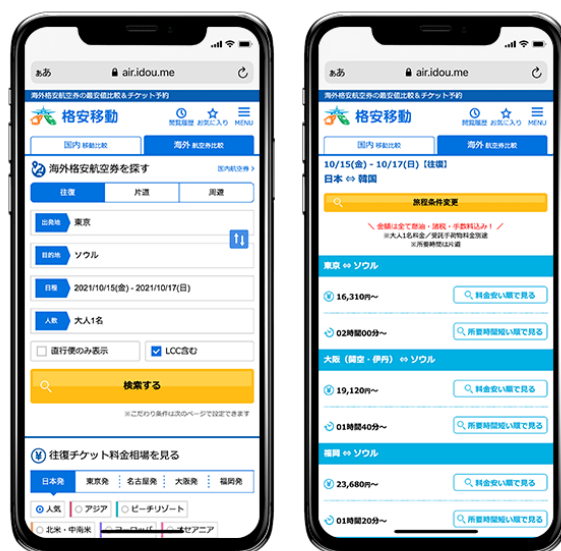 ぁあ
air.idou.me
海外格安航空券の最安値比較&チケット予約
格安移動
閲覧履歴 お気に入り MENU
国内 移動比較
海外 航空券比較
海外格安航空券を探す
国内航空券 >
往復
片道
周遊
出発地 東京
目的地 ソウル
日程 2021/10/15(金) - 2021/10/17(日)
人数 大人1名
直行便のみ表示
LCC含む
検索する
※こだわり条件は次のページで設定できます
往復チケット料金相場を見る
日本発 東京発 名古屋発 大阪発 福岡発
人気 アジア ビーチリゾート
北米・中南米 ヨーロッパ オセアニア
ぁあ
air.idou.me
海外格安航空券の最安値比較&チケット予約
格安移動
閲覧履歴 お気に入り MENU
国内 移動比較
海外 航空券比較
10/15(金) - 10/17(日)【往復】
日本 ⇔ 韓国
旅程条件変更
\ 金額は全て燃油・諸税・手数料込み! /
※大人1名料金/受託手荷物料金別途
※所要時間は片道
東京 ⇔ ソウル
16,310円〜
料金安い順で見る
02時間00分〜
所要時間短い順で見る
大阪(関空・伊丹) ⇔ ソウル
19,120円〜
料金安い順で見る
01時間40分〜
所要時間短い順で見る
福岡 ⇔ ソウル
23,680円〜
料金安い順で見る
01時間20分〜
所要時間短い順で見る